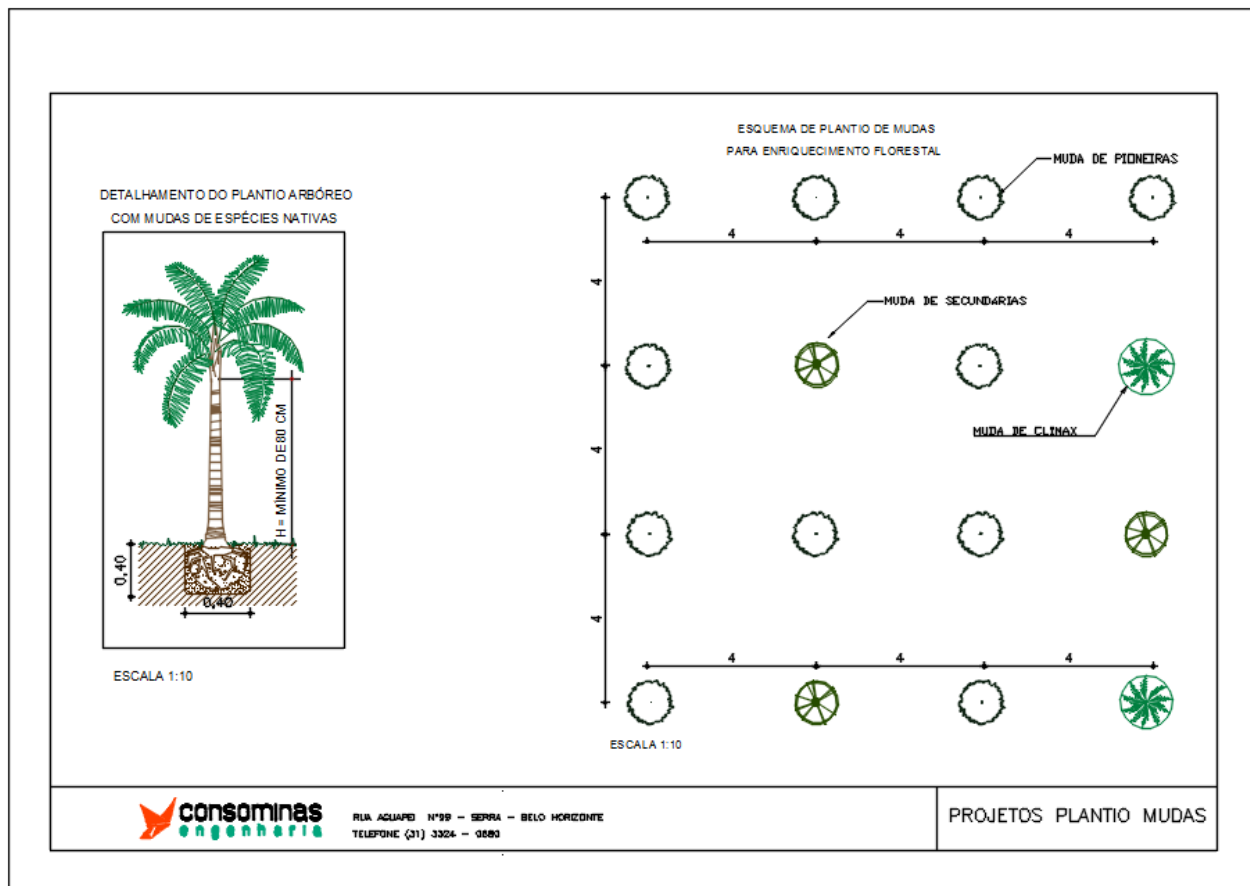 DETALHAMENTO DO PLANTIO ARBÓREO
COM MUDAS DE ESPÉCIES NATIVAS
H = MÍNIMO DE80 CM
0,40
0,40
ESCALA 1:10
ESQUEMA DE PLANTIO DE MUDAS
PARA ENRIQUECIMENTO FLORESTAL
MUDA DE PIONEIRAS
4
4
4
4
MUDA DE SECUNDÁRIAS
MUDA DE CLINAX
4
4
4
4
4
ESCALA 1:10
consominas
engenharia
RUA AGUAPEI N°99 - SERRA - BELO HORIZONTE
TELEFONE (31) 3324 - 0880
PROJETOS PLANTIO MUDAS